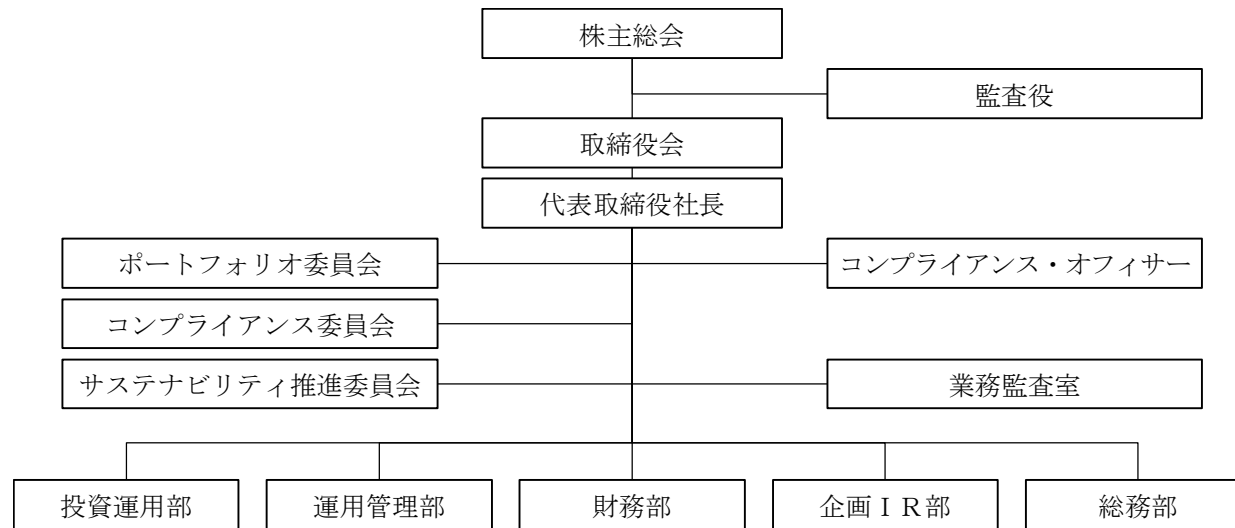 株主総会
監査役
取締役会
代表取締役社長
ポートフォリオ委員会
コンプライアンス・オフィサー
コンプライアンス委員会
サステナビリティ推進委員会
業務監査室
投資運用部
運用管理部
財務部
企画ＩＲ部
総務部